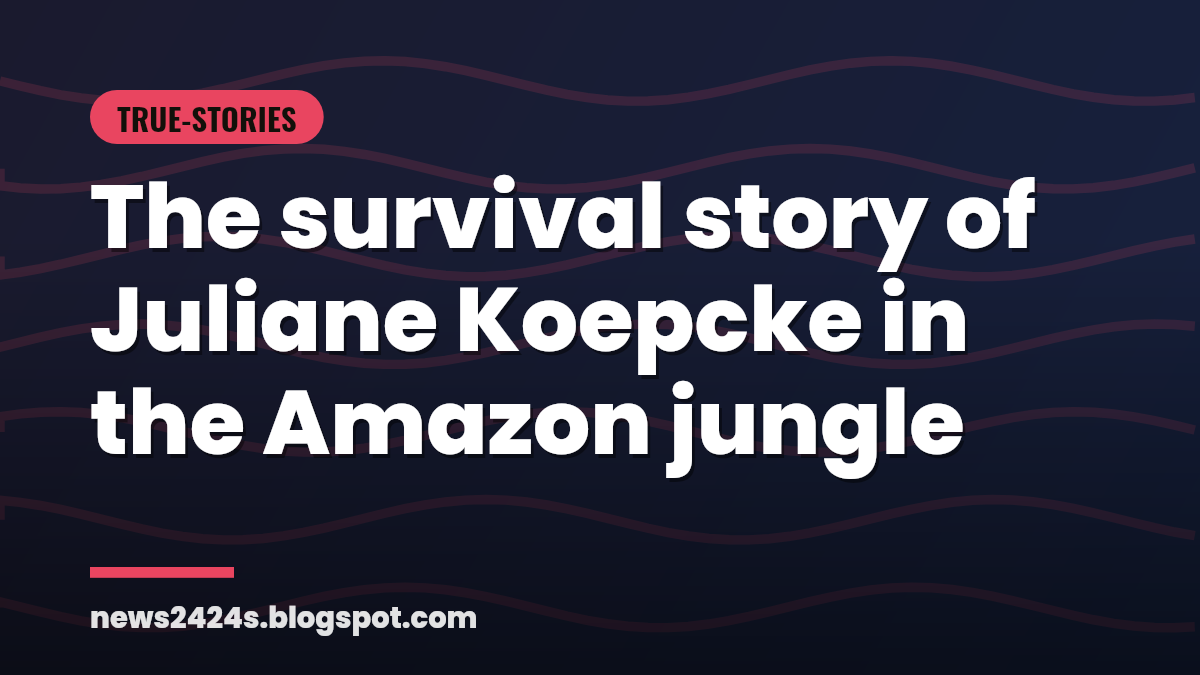 TRUE-STORIES
The survival story of
Juliane Koepcke in
the Amazon jungle
news2424s.blogspot.com